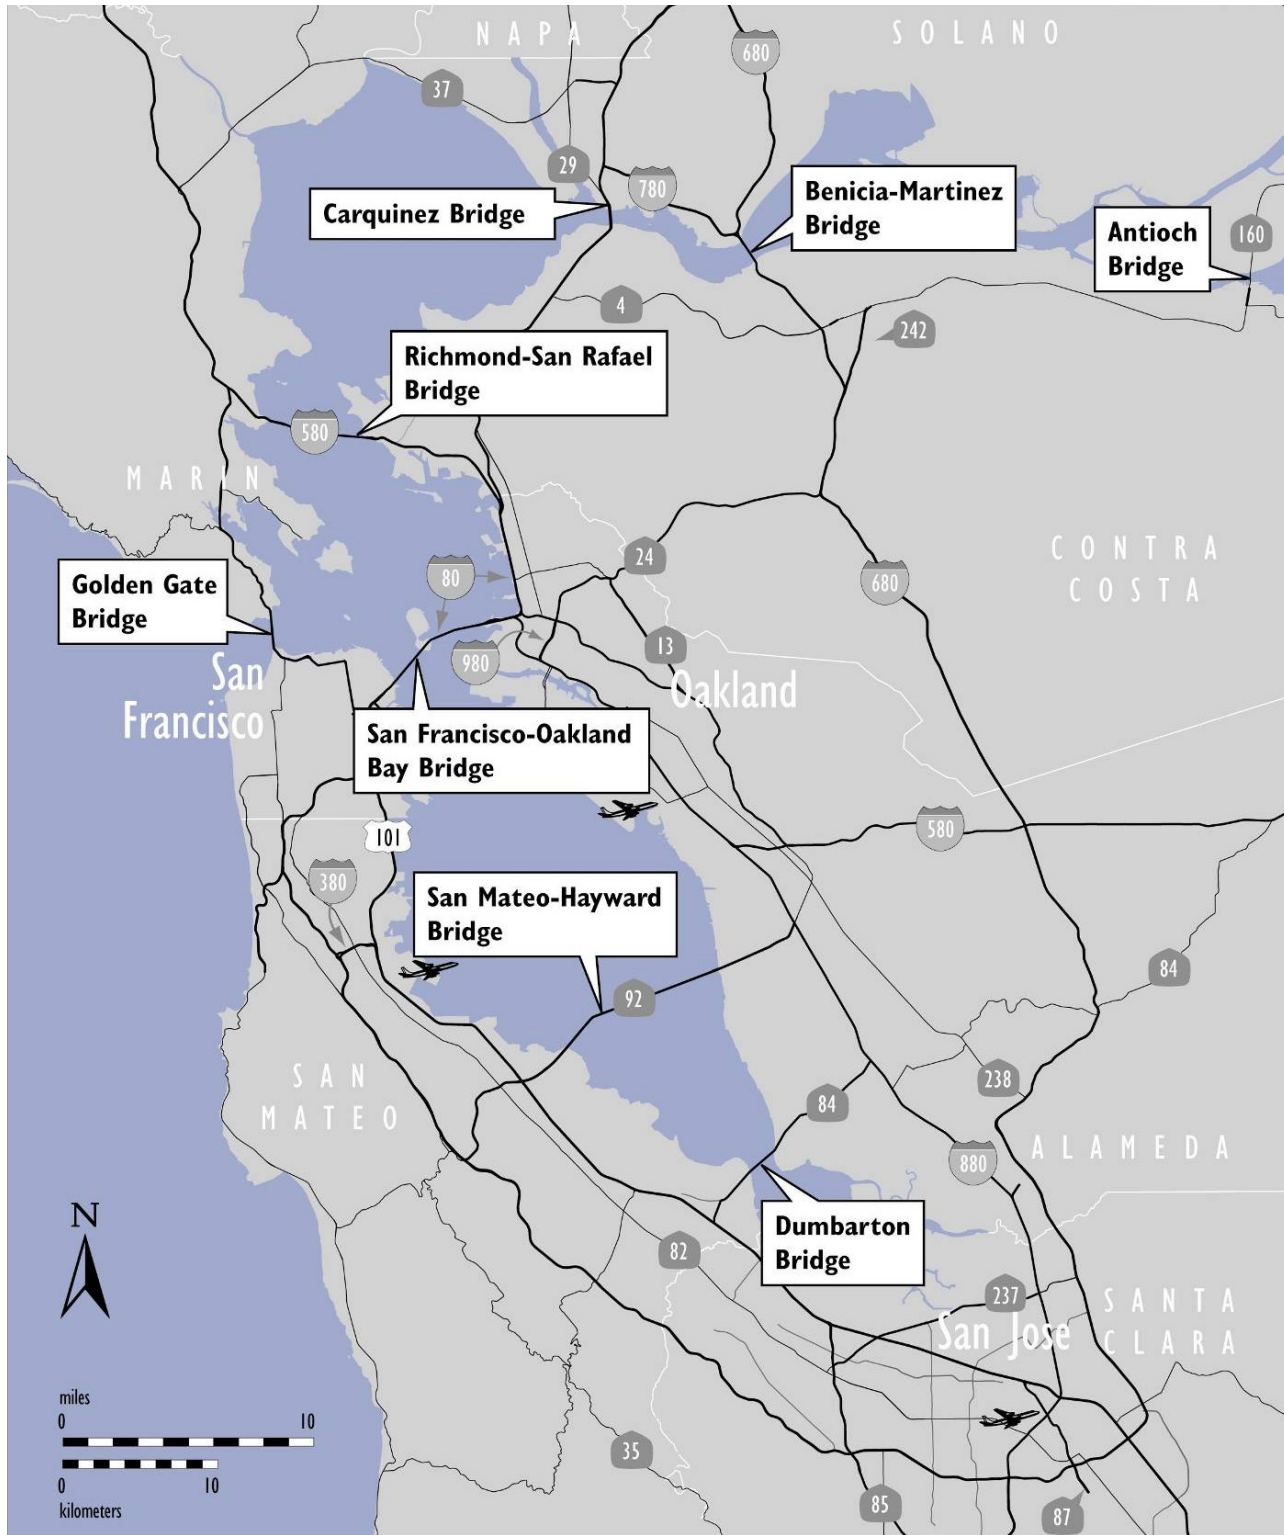 NAPA
SOLANO
680
37
29
780
Carquinez Bridge
Benicia-Martinez
Bridge
Antioch
Bridge
160
4
242
Richmond-San Rafael
Bridge
580
MARIN
24
CONTRA
COSTA
80
680
Golden Gate
Bridge
980
13
San
Francisco
Oakland
San Francisco-Oakland
Bay Bridge
101
580
380
San Mateo-Hayward
Bridge
84
92
SAN
MATEO
238
84
880
ALAMEDA
N
Dumbarton
Bridge
82
237
San Jose
SANTA
CLARA
miles
0 10
0 10
kilometers
35
85
87